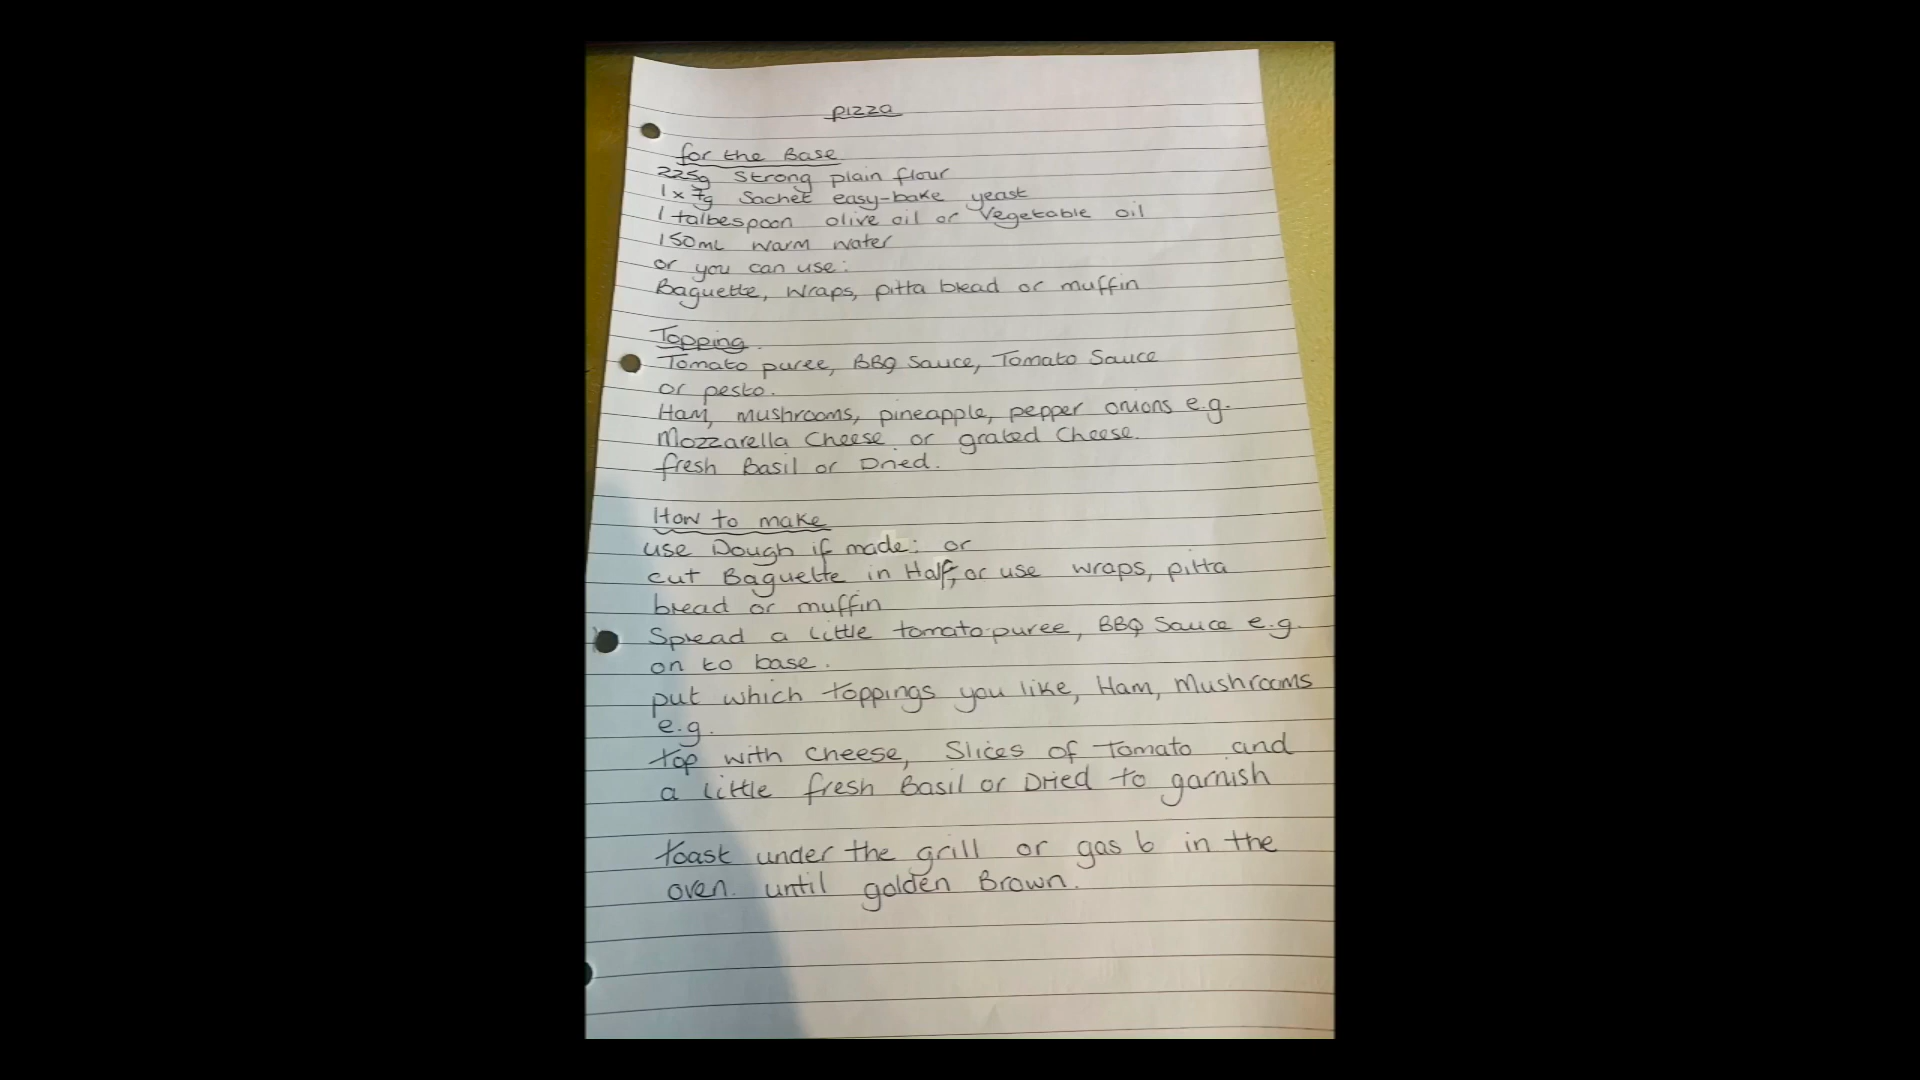 Pizza
for the Base
225g Strong plain flour
1 x 7g Sachet easy-bake yeast
1 talbespoon olive oil or Vegetable oil
150ml warm water
or you can use:
Baguette, wraps, pitta bread or muffin
Topping
Tomato puree, BBQ Sauce, Tomato Sauce
or pesto.
Ham, mushrooms, pineapple, pepper onions e.g.
Mozzarella Cheese or grated Cheese.
fresh Basil or Dried.
How to make
use Dough if made: or
cut Baguette in Half, or use wraps, pitta
bread or muffin
Spread a little tomato puree, BBQ Sauce e.g.
on to base.
put which toppings you like, Ham, Mushrooms
e.g.
top with cheese, Slices of tomato and
a little fresh Basil or Dried to garnish
toast under the grill or gas 6 in the
oven. until golden Brown.